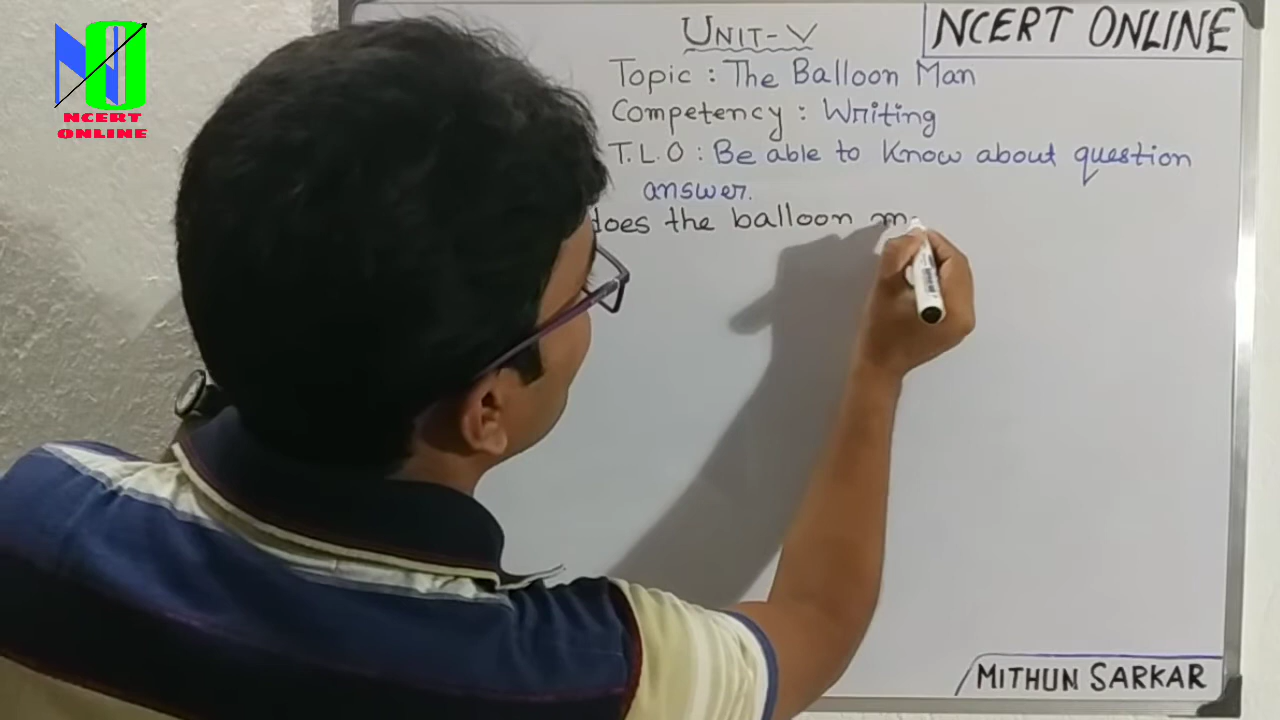 NCERT
ONLINE
UNIT-V
NCERT ONLINE
Topic : The Balloon Man
Competency : Writing
T.L.O : Be able to Know about question
answer.
does the balloon m
MITHUN SARKAR